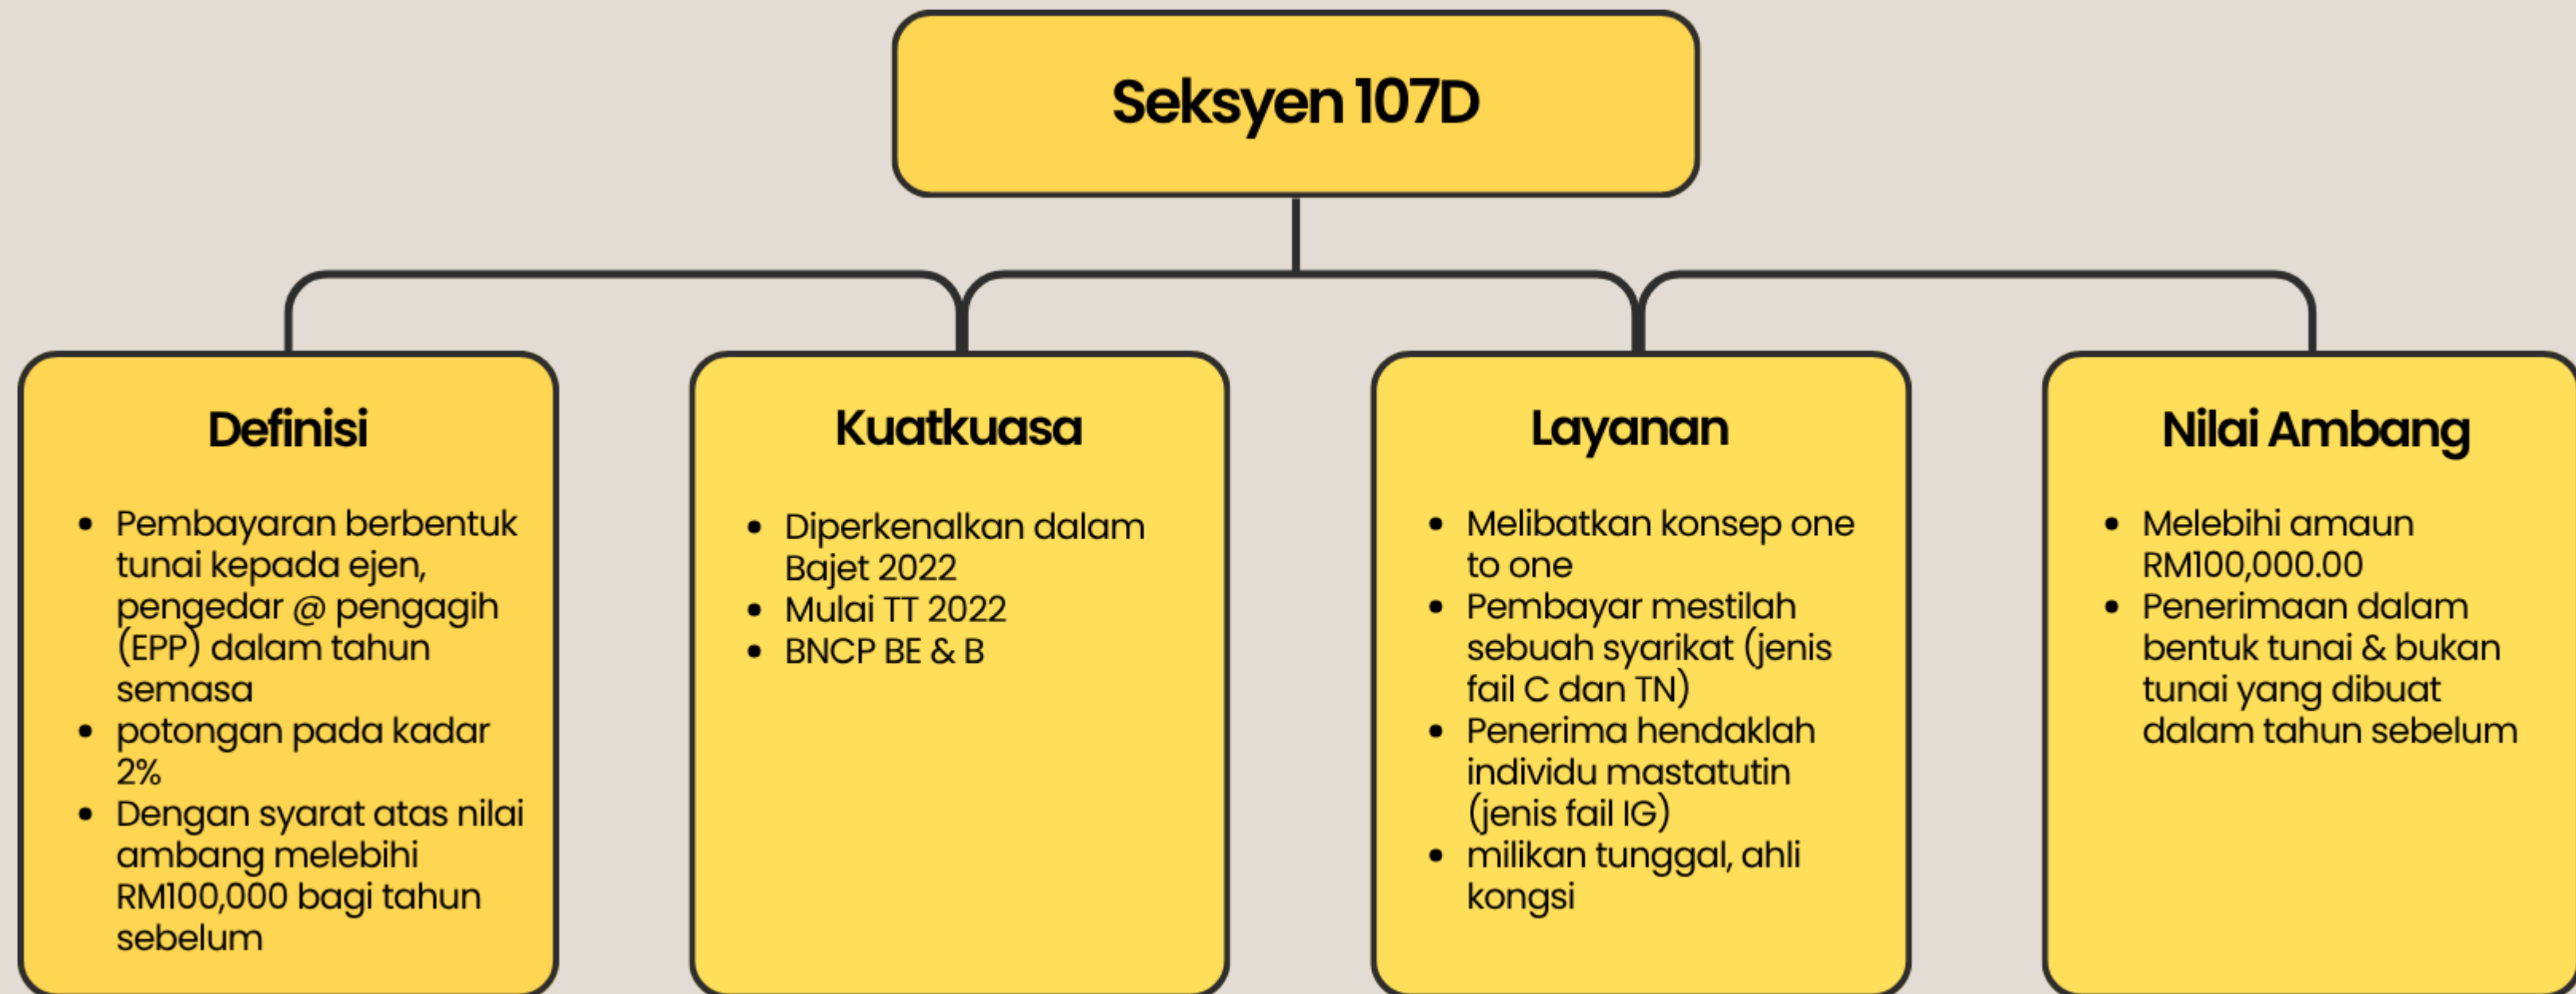 Seksyen 107D
Definisi
• Pembayaran berbentuk
tunai kepada ejen,
pengedar @ pengagih
(EPP) dalam tahun
semasa
• potongan pada kadar
2%
• Dengan syarat atas nilai
ambang melebihi
RM100,000 bagi tahun
sebelum
Kuatkuasa
• Diperkenalkan dalam
Bajet 2022
• Mulai TT 2022
• BNCP BE & B
Layanan
• Melibatkan konsep one
to one
• Pembayar mestilah
sebuah syarikat (jenis
fail C dan TN)
• Penerima hendaklah
individu mastatutin
(jenis fail IG)
• milikan tunggal, ahli
kongsi
Nilai Ambang
• Melebihi amaun
RM100,000.00
• Penerimaan dalam
bentuk tunai & bukan
tunai yang dibuat
dalam tahun sebelum